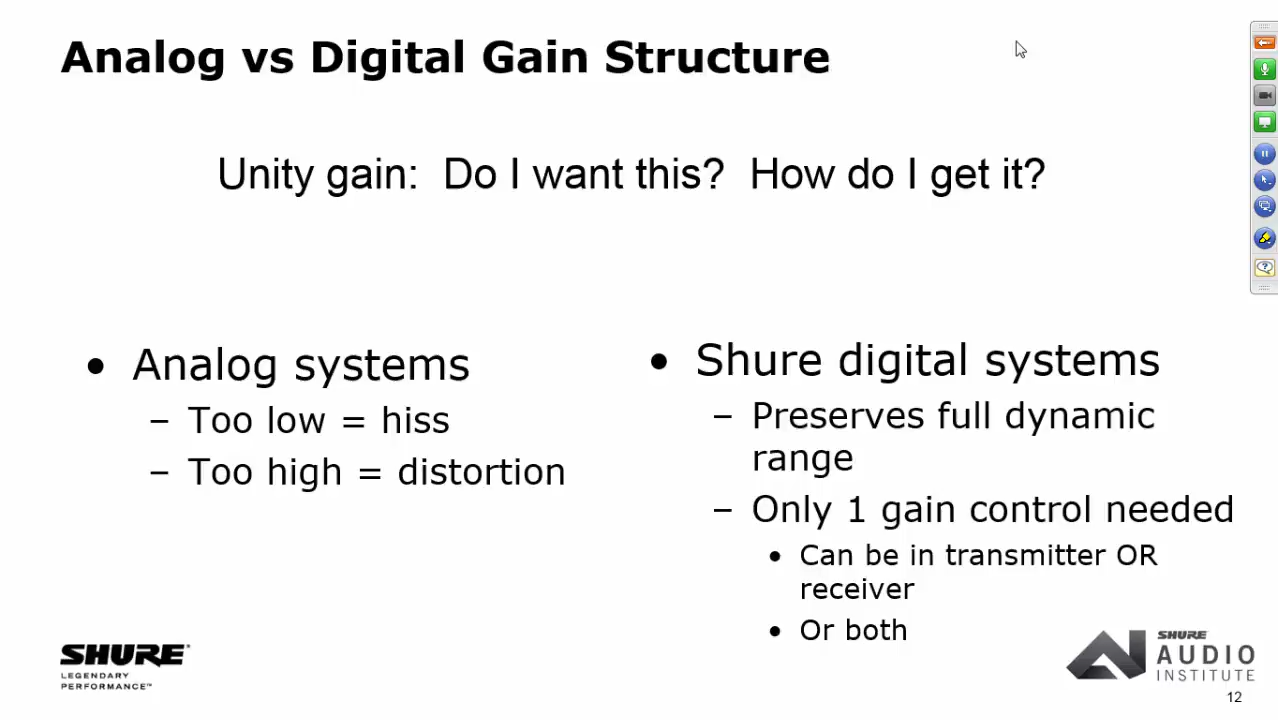 Analog vs Digital Gain Structure
Unity gain:  Do I want this?  How do I get it?
• Analog systems
– Too low = hiss
– Too high = distortion
• Shure digital systems
– Preserves full dynamic
range
– Only 1 gain control needed
• Can be in transmitter OR
receiver
• Or both
SHURE
LEGENDARY
PERFORMANCE™
SHURE
AUDIO
INSTITUTE
12